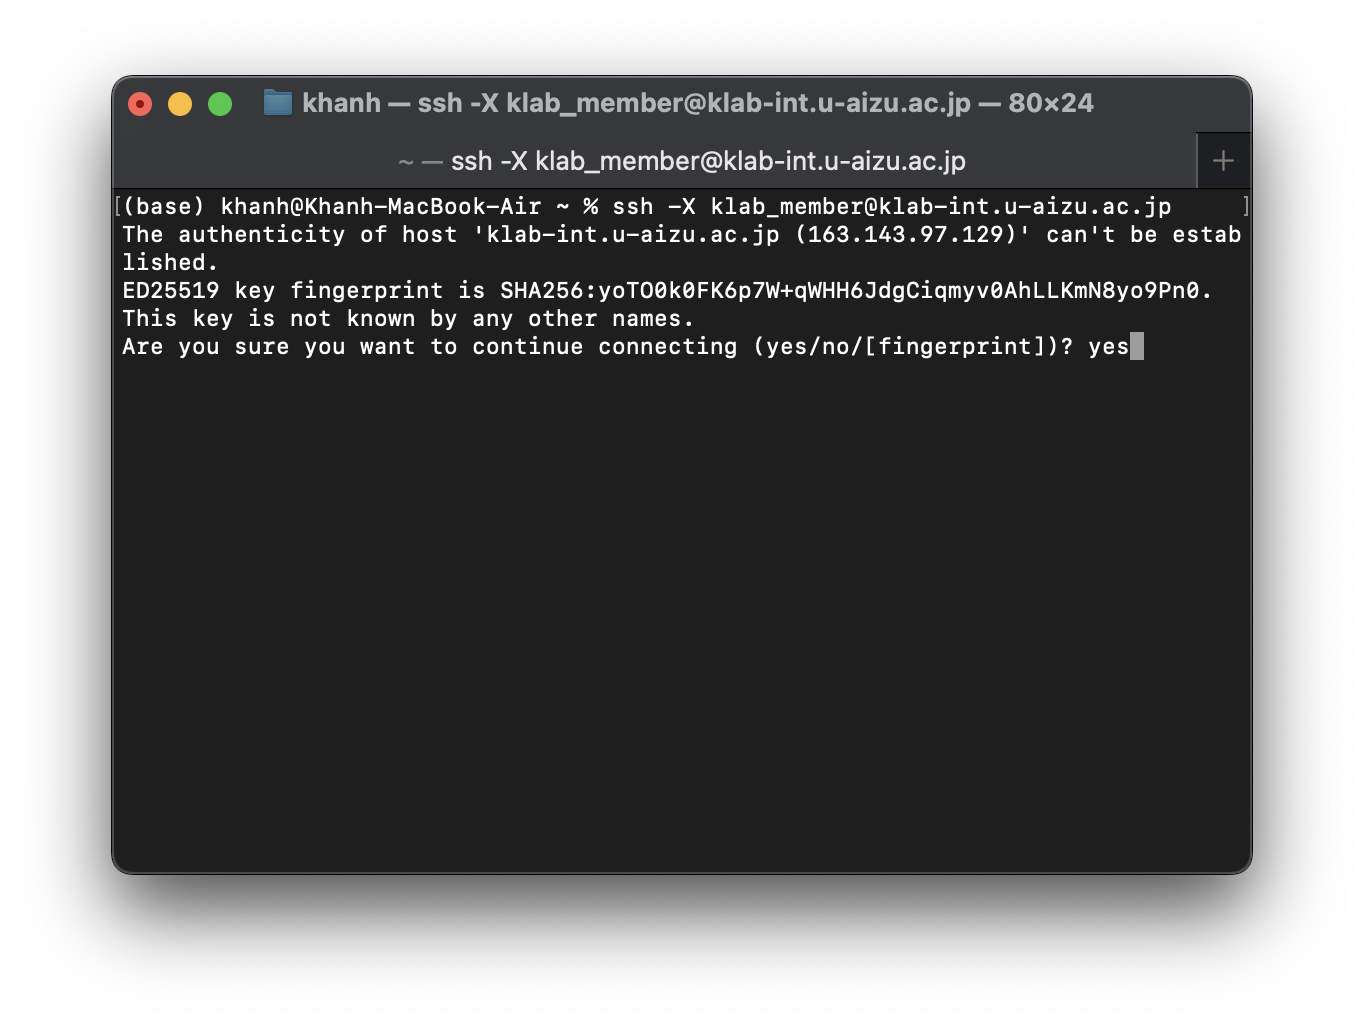 khanh — ssh -X klab_member@klab-int.u-aizu.ac.jp — 80×24
~ — ssh -X klab_member@klab-int.u-aizu.ac.jp
[(base) khanh@Khanh-MacBook-Air ~ % ssh -X klab_member@klab-int.u-aizu.ac.jp ]
The authenticity of host 'klab-int.u-aizu.ac.jp (163.143.97.129)' can't be estab
lished.
ED25519 key fingerprint is SHA256:yoTO0k0FK6p7W+qWHH6JdgCiqmyv0AhLLKmN8yo9Pn0.
This key is not known by any other names.
Are you sure you want to continue connecting (yes/no/[fingerprint])? yes